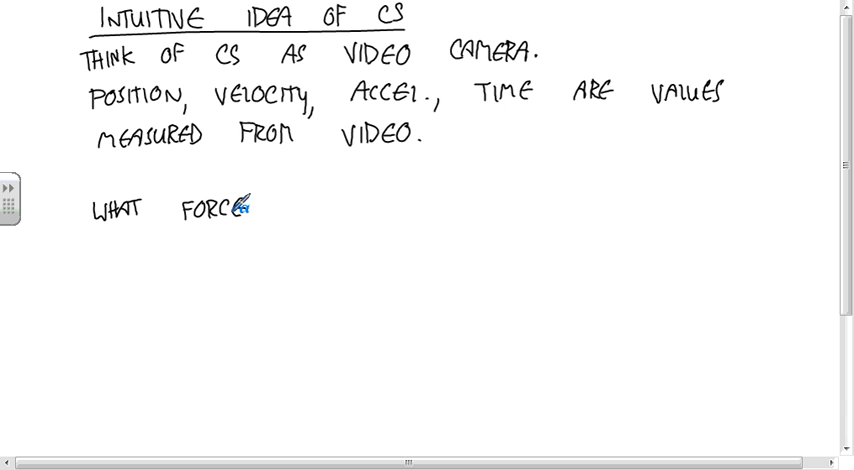 INTUITIVE IDEA OF CS
THINK OF CS AS VIDEO CAMERA.
POSITION, VELOCITY, ACCEL., TIME ARE VALUES
MEASURED FROM VIDEO.
WHAT FORCE